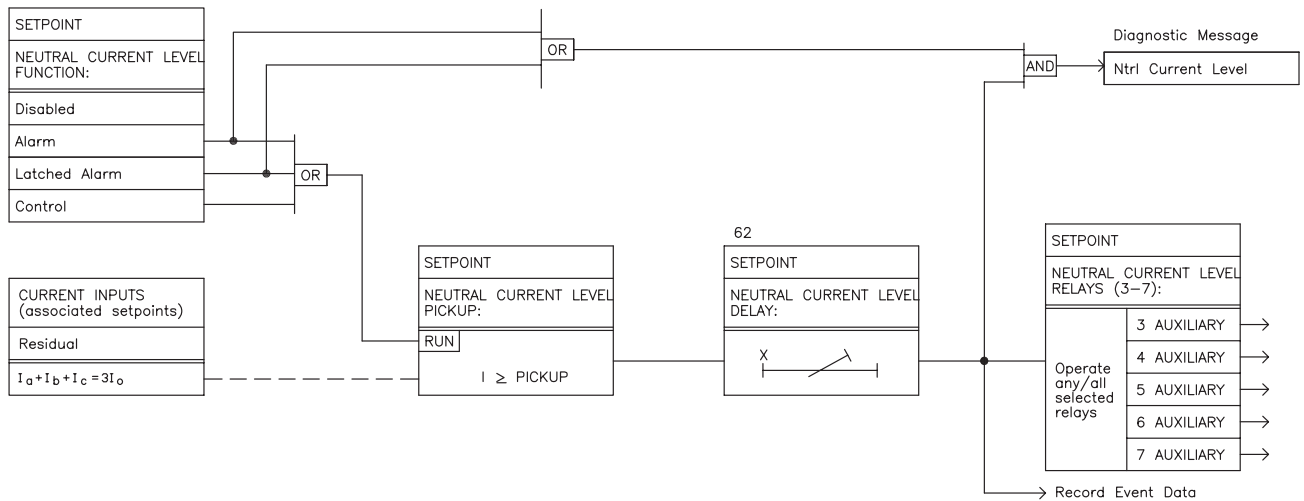 SETPOINT
NEUTRAL CURRENT LEVEL
FUNCTION:
Disabled
Alarm
Latched Alarm
Control
OR
OR
AND
Diagnostic Message
Ntrl Current Level
CURRENT INPUTS
(associated setpoints)
Residual
Ia+Ib+Ic=3Io
SETPOINT
NEUTRAL CURRENT LEVEL
PICKUP:
RUN
I ≥ PICKUP
62
SETPOINT
NEUTRAL CURRENT LEVEL
DELAY:
X
SETPOINT
NEUTRAL CURRENT LEVEL
RELAYS (3-7):
Operate
any/all
selected
relays
3 AUXILIARY
4 AUXILIARY
5 AUXILIARY
6 AUXILIARY
7 AUXILIARY
Record Event Data